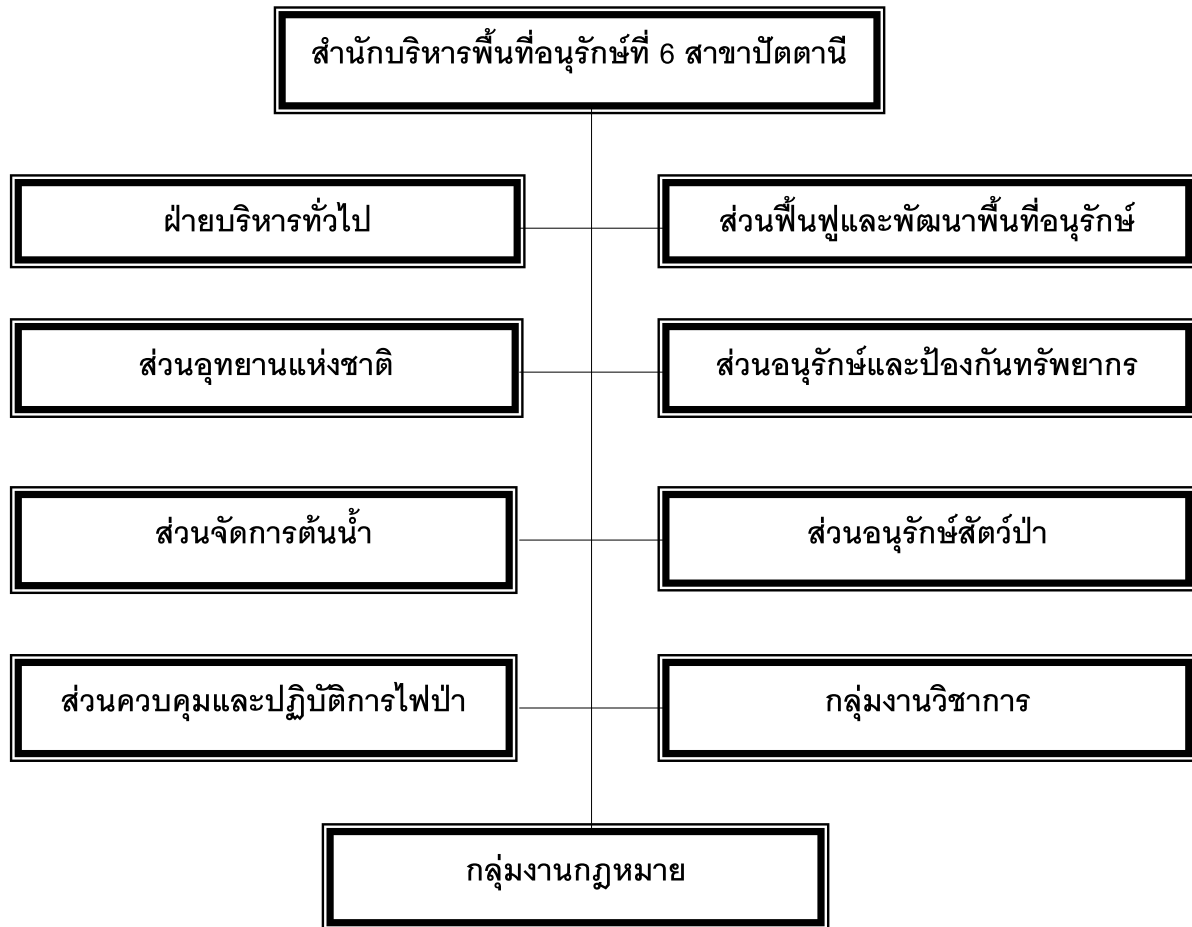 สำนักบริหารพื้นที่อนุรักษ์ที่ 6 สาขาปัตตานี
ฝ่ายบริหารทั่วไป
ส่วนฟื้นฟูและพัฒนาพื้นที่อนุรักษ์
ส่วนอุทยานแห่งชาติ
ส่วนอนุรักษ์และป้องกันทรัพยากร
ส่วนจัดการต้นน้ำ
ส่วนอนุรักษ์สัตว์ป่า
ส่วนควบคุมและปฏิบัติการไฟป่า
กลุ่มงานวิชาการ
กลุ่มงานกฎหมาย